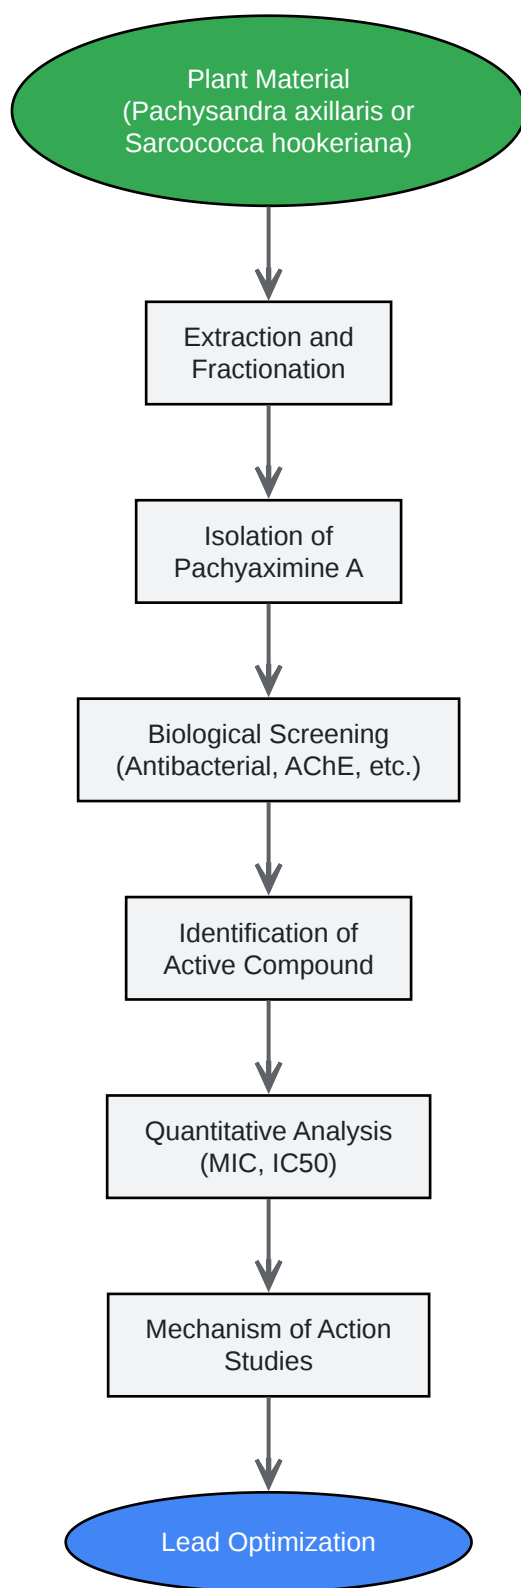 Plant Material
(Pachysandra axillaris or
Sarcococca hookeriana)
Extraction and
Fractionation
Isolation of
Pachyaximine A
Biological Screening
(Antibacterial, AChE, etc.)
Identification of
Active Compound
Quantitative Analysis
(MIC, IC50)
Mechanism of Action
Studies
Lead Optimization